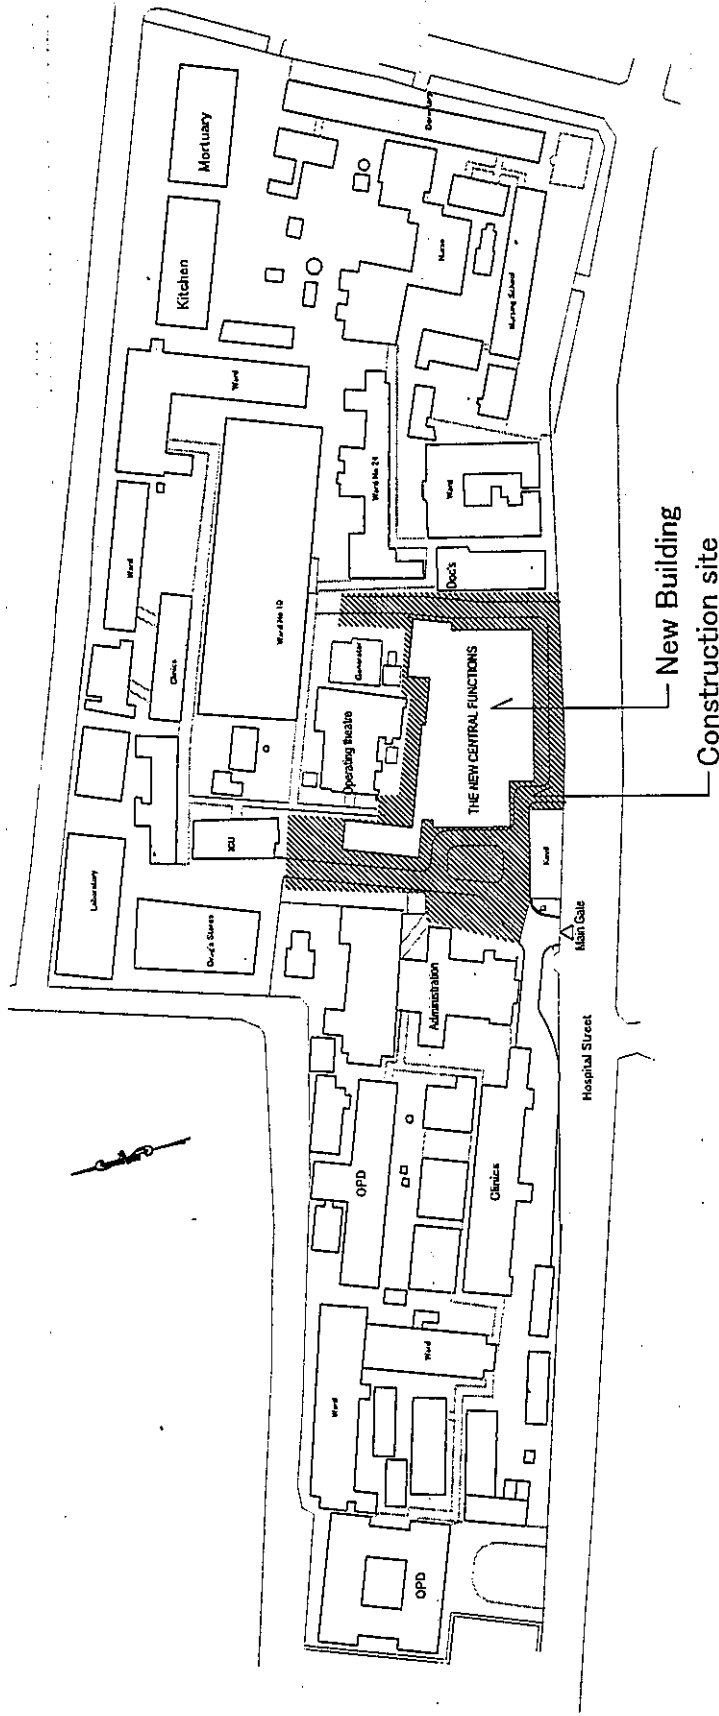 Mortuary
Kitchen
Dormitory
Nurse
Nursing School
Ward
Ward
Ward No 10
Ward No 24
Ward
Doc's
Clinics
Generator
Operating theatre
THE NEW CENTRAL FUNCTIONS
New Building
Construction site
ICU
Laboratory
Drug's Stores
Administration
Main Gate
Hospital Street
OPD
Clinics
Ward
Ward
OPD